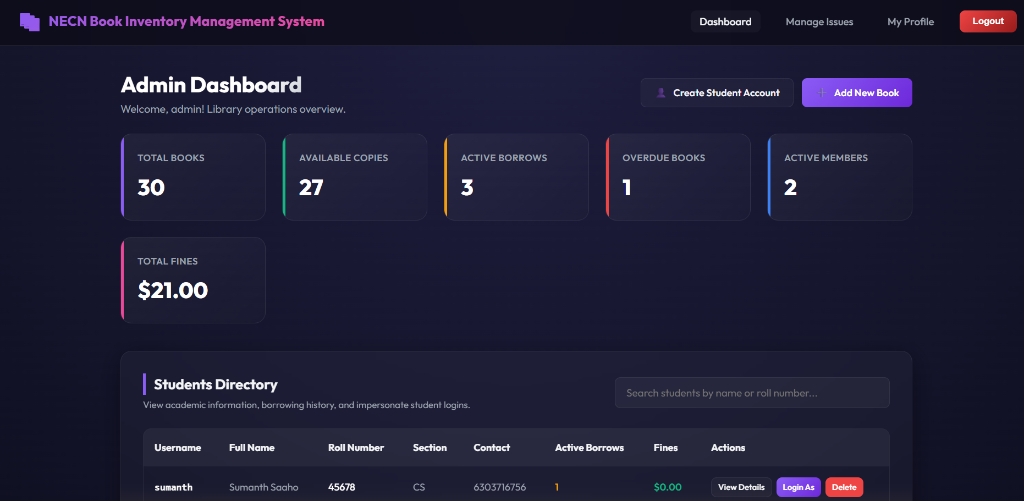 NECN Book Inventory Management System
Dashboard
Manage Issues
My Profile
Logout
Admin Dashboard
Welcome, admin! Library operations overview.
Create Student Account
Add New Book
TOTAL BOOKS
30
AVAILABLE COPIES
27
ACTIVE BORROWS
3
OVERDUE BOOKS
1
ACTIVE MEMBERS
2
TOTAL FINES
$21.00
Students Directory
View academic information, borrowing history, and impersonate student logins.
Search students by name or roll number...
Username Full Name Roll Number Section Contact Active Borrows Fines Actions
sumanth Sumanth Saaho 45678 CS 6303716756 1 $0.00 View Details Login As Delete